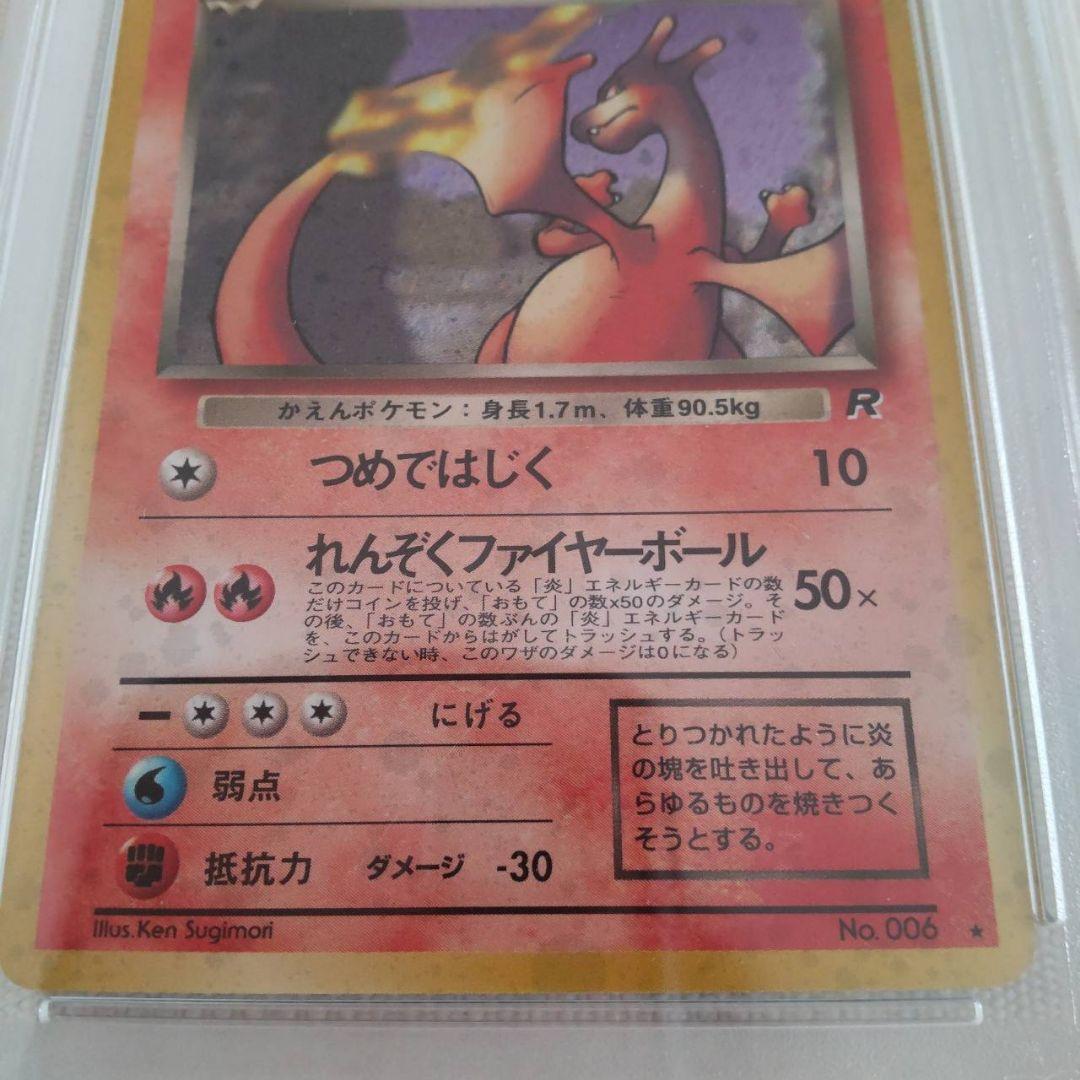 かえんポケモン：身長1.7m、体重90.5kg
R
つめではじく 10
れんぞくファイヤーボール
このカードについている「炎」エネルギーカードの数
だけコインを投げ、「おもて」の数x50のダメージ。そ
の後、「おもて」の数ぶんの「炎」エネルギーカード
を、このカードからはがしてトラッシュする。（トラッ
シュできない時、このワザのダメージは0になる）
50×
にげる
弱点
抵抗力 ダメージ -30
とりつかれたように炎
の塊を吐き出して、あ
らゆるものを焼きつく
そうとする。
Illus.Ken Sugimori
No. 006 ★